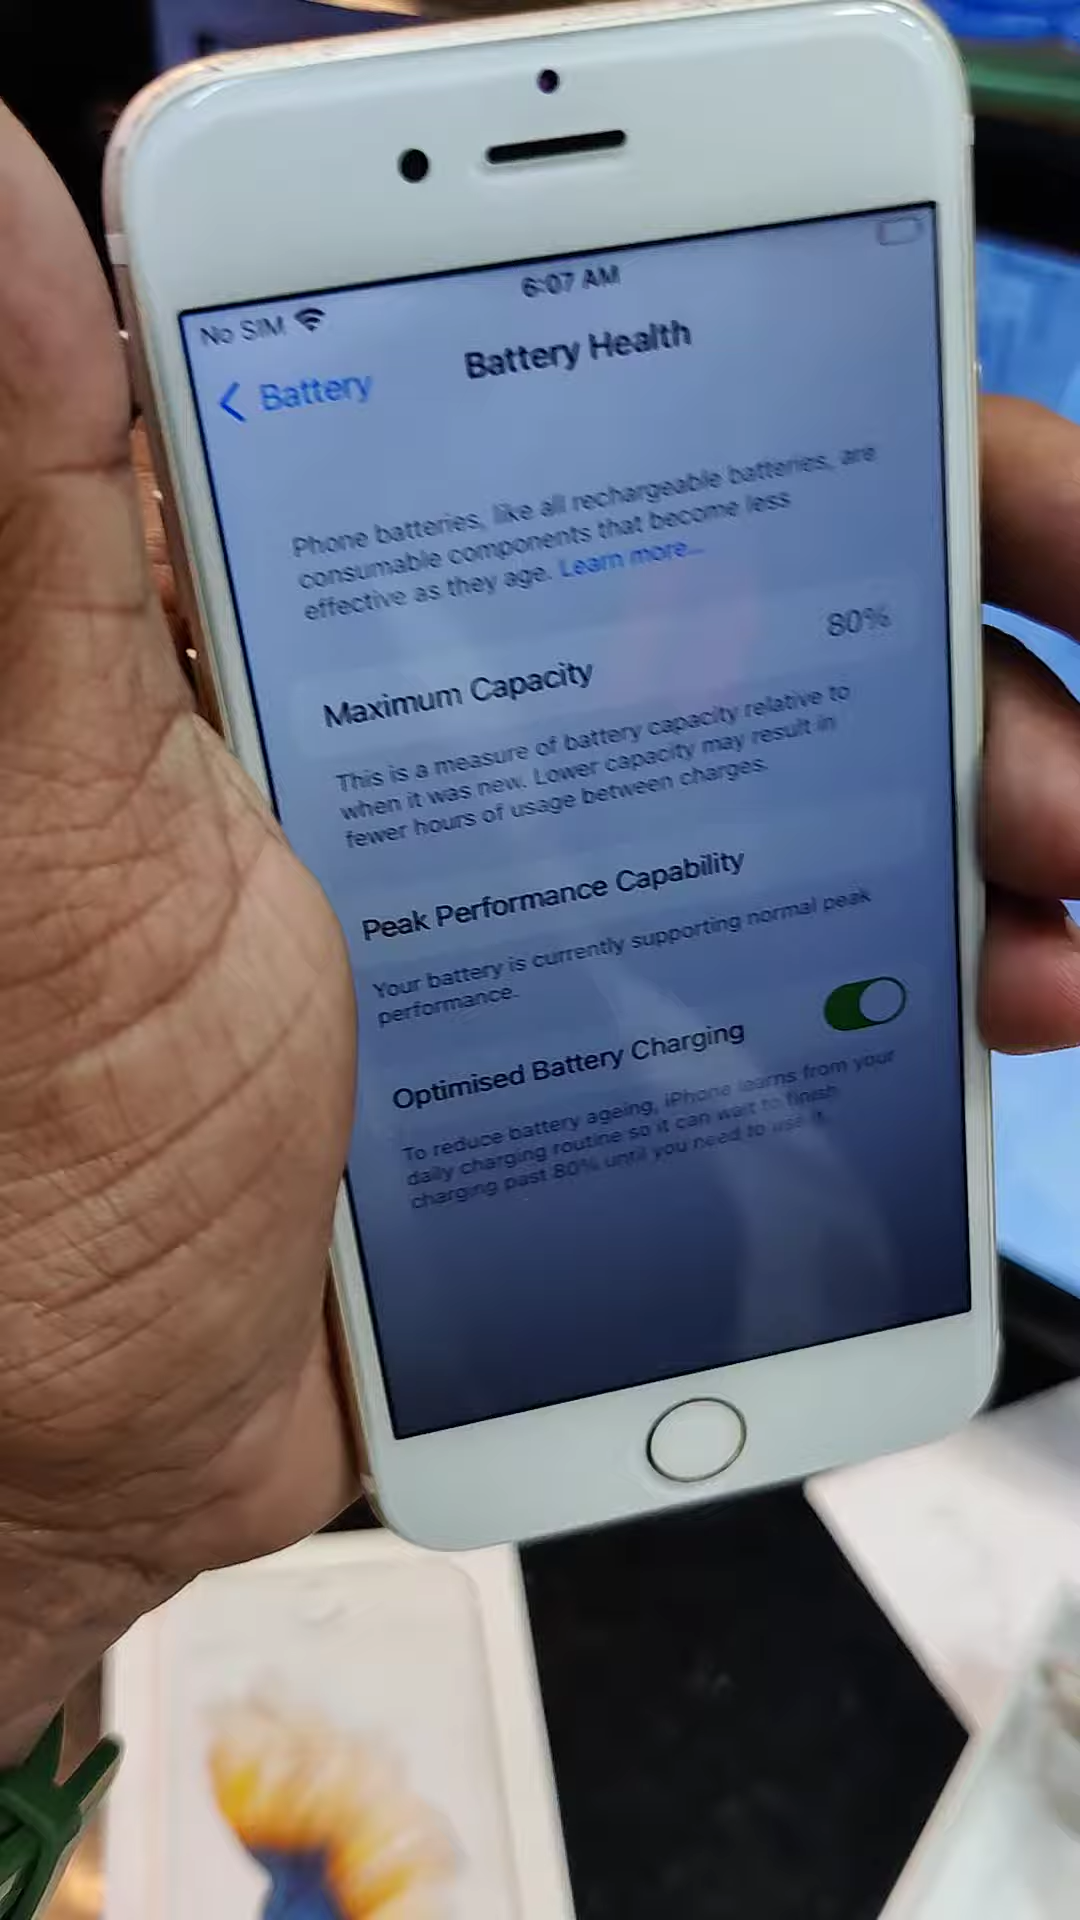 No SIM 6:07 AM
Battery
Battery Health
Phone batteries, like all rechargeable batteries, are
consumable components that become less
effective as they age. Learn more...
Maximum Capacity 80%
This is a measure of battery capacity relative to
when it was new. Lower capacity may result in
fewer hours of usage between charges.
Peak Performance Capability
Your battery is currently supporting normal peak
performance.
Optimised Battery Charging
To reduce battery ageing, iPhone learns from your
daily charging routine so it can wait to finish
charging past 80% until you need to use it.